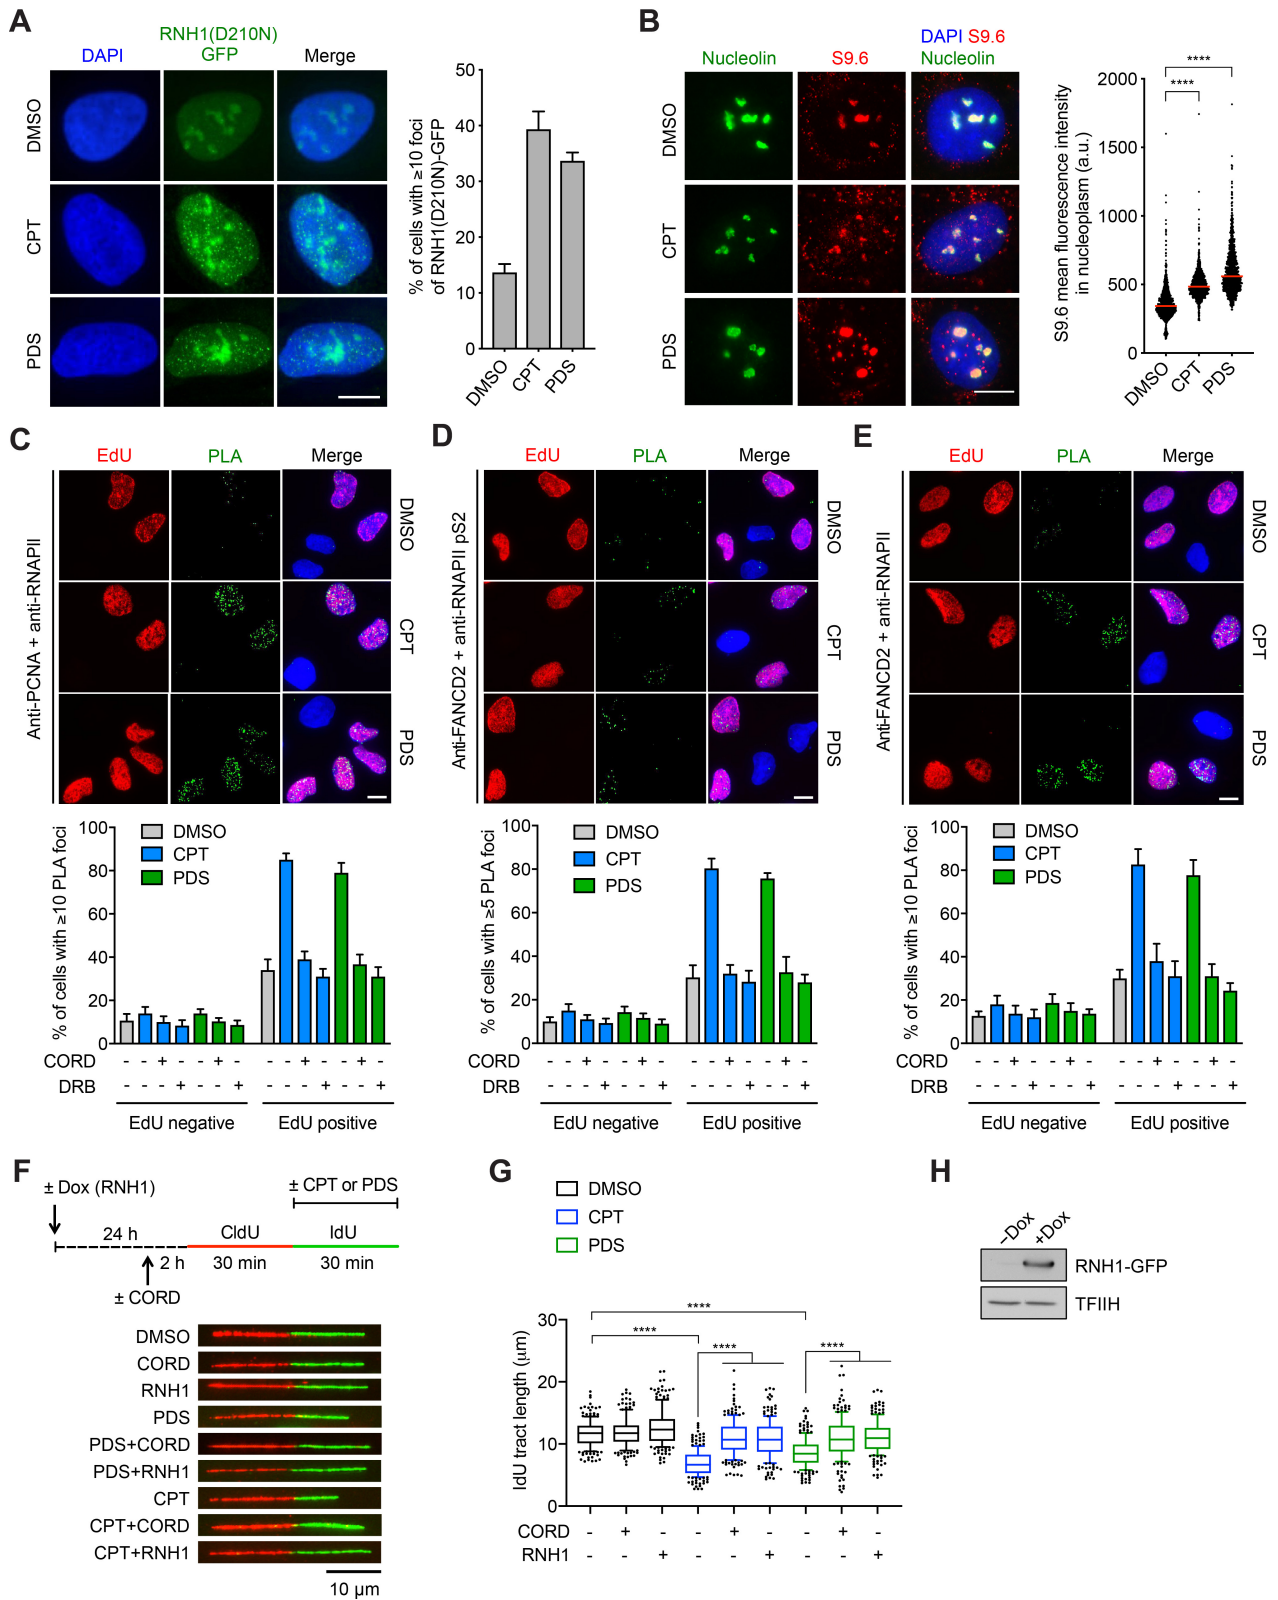 A
DAPI
RNH1(D210N)
GFP
Merge
DMSO
CPT
PDS
% of cells with ≥10 foci
of RNH1(D210N)-GFP
50
40
30
20
10
0
DMSO
CPT
PDS
B
Nucleolin
S9.6
DAPI S9.6
Nucleolin
DMSO
CPT
PDS
S9.6 mean fluorescence intensity
in nucleoplasm (a.u.)
2000
1500
1000
500
0
****
****
DMSO
CPT
PDS
C
Anti-PCNA + anti-RNAPII
EdU
PLA
Merge
DMSO
CPT
PDS
% of cells with ≥10 PLA foci
100
80
60
40
20
0
DMSO
CPT
PDS
CORD - - + - - + - - - + - - + -
DRB - - - + - - + - - - + - - +
EdU negative
EdU positive
D
Anti-FANCD2 + anti-RNAPII pS2
EdU
PLA
Merge
DMSO
CPT
PDS
% of cells with ≥5 PLA foci
100
80
60
40
20
0
DMSO
CPT
PDS
CORD - - + - - + - - - + - - + -
DRB - - - + - - + - - - + - - +
EdU negative
EdU positive
E
Anti-FANCD2 + anti-RNAPII
EdU
PLA
Merge
DMSO
CPT
PDS
% of cells with ≥10 PLA foci
100
80
60
40
20
0
DMSO
CPT
PDS
CORD - - + - - + - - - + - - + -
DRB - - - + - - + - - - + - - +
EdU negative
EdU positive
F
± Dox (RNH1)
± CPT or PDS
24 h
CldU
IdU
2 h
30 min
30 min
± CORD
DMSO
CORD
RNH1
PDS
PDS+CORD
PDS+RNH1
CPT
CPT+CORD
CPT+RNH1
10 µm
G
DMSO
CPT
PDS
IdU tract length (µm)
30
20
10
0
****
****
****
****
CORD - + - - + - - + -
RNH1 - - + - - + - - +
H
–Dox
+Dox
RNH1-GFP
TFIIH